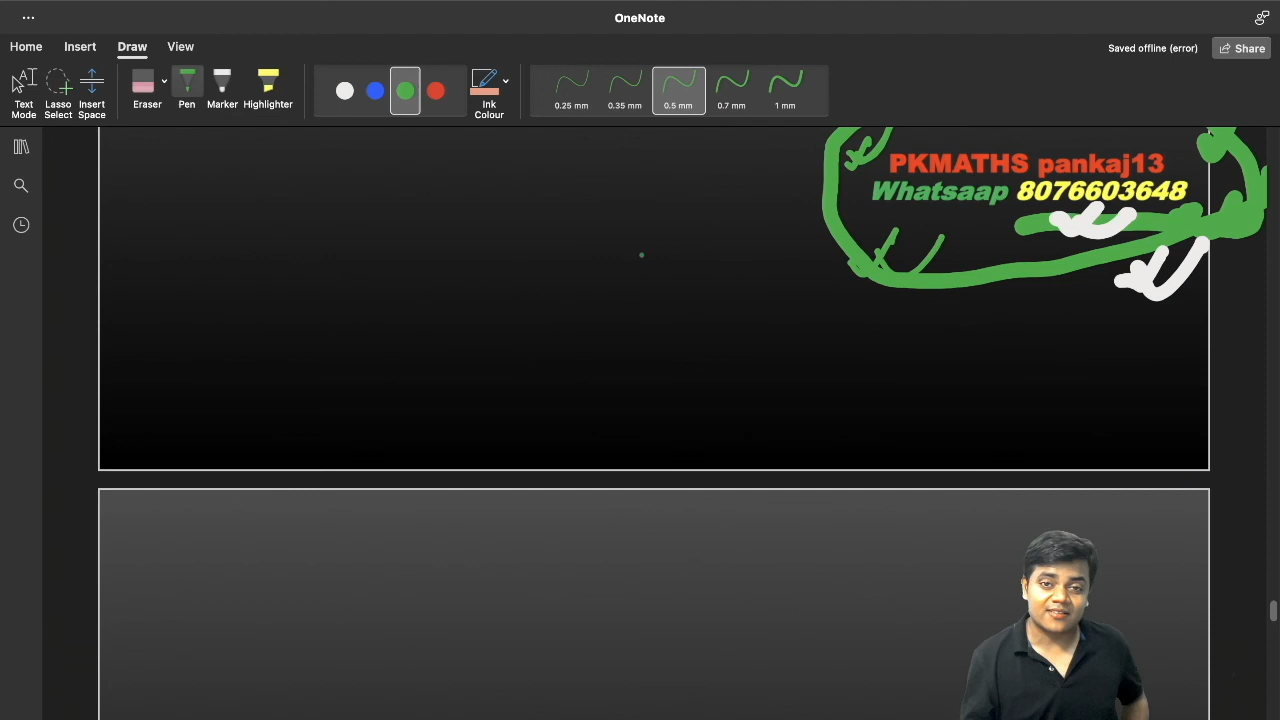 OneNote
Home Insert Draw View
Saved offline (error) Share
Text Mode
Lasso Select
Insert Space
Eraser
Pen
Marker
Highlighter
Ink Colour
0.25 mm 0.35 mm 0.5 mm 0.7 mm 1 mm
PKMATHS pankaj13
Whatsaap 8076603648